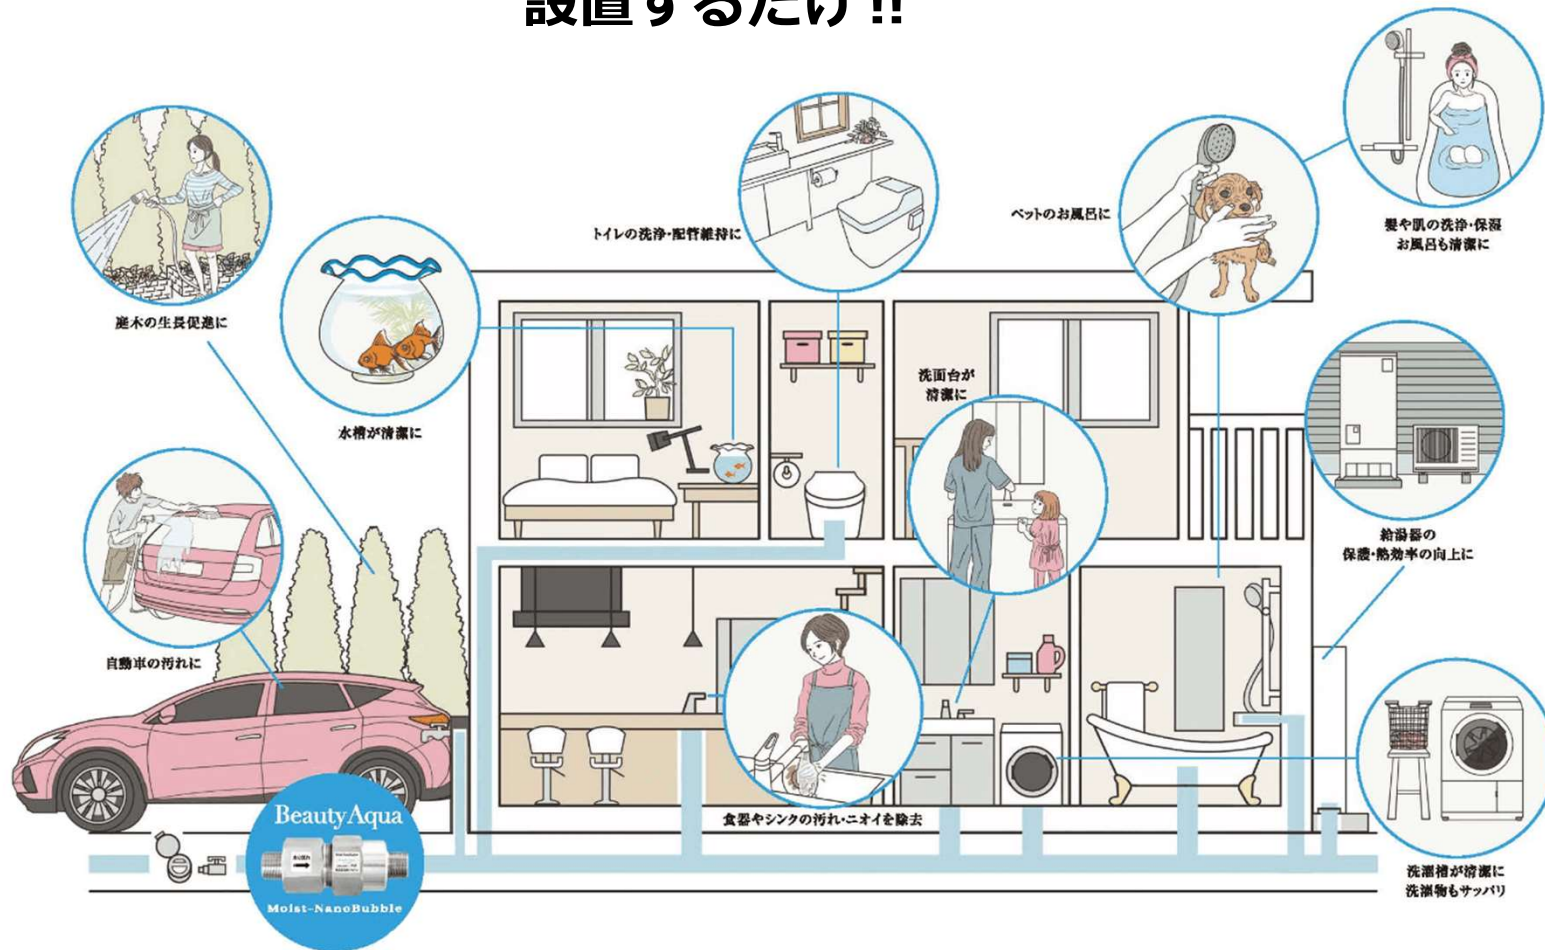 設置するだけ!!
髪や肌の洗浄・保湿
お風呂も清潔に
ペットのお風呂に
トイレの洗浄・配管維持に
庭木の生長促進に
水槽が清潔に
洗面台が
清潔に
給湯器の
保護・熱効率の向上に
自動車の汚れに
食器やシンクの汚れ・ニオイを除去
洗濯槽が清潔に
洗濯物もサッパリ
BeautyAqua
Moist-NanoBubble